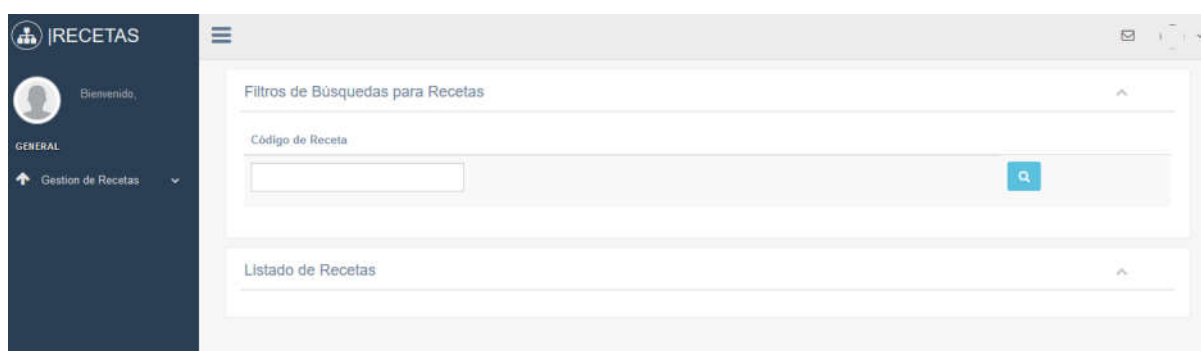 |RECETAS
Bienvenido,
GENERAL
Gestion de Recetas
Filtros de Búsquedas para Recetas
Código de Receta
Listado de Recetas